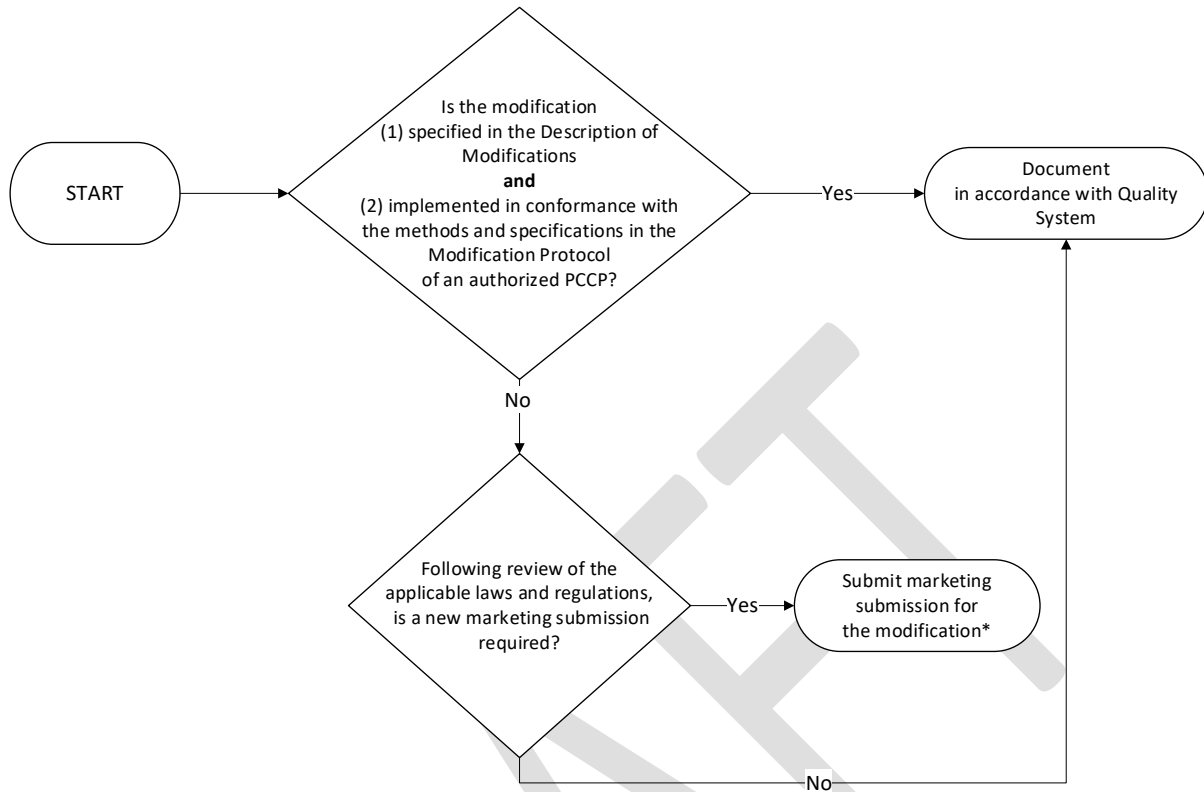 START
Is the modification
(1) specified in the Description of
Modifications
and
(2) implemented in conformance with
the methods and specifications in the
Modification Protocol
of an authorized PCCP?
Yes
Document
in accordance with Quality
System
No
Following review of the
applicable laws and regulations,
is a new marketing submission
required?
Yes
Submit marketing
submission for
the modification*
No